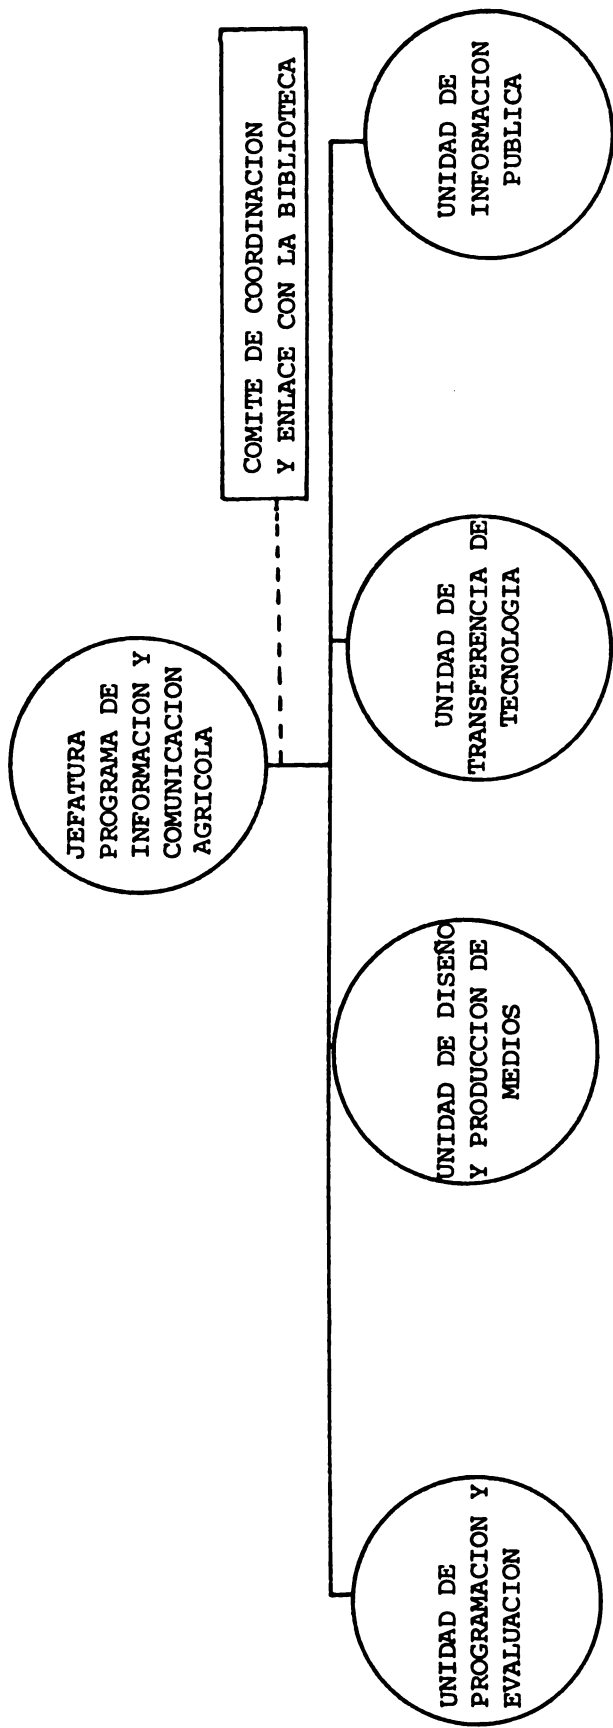 JEFATURA
PROGRAMA DE
INFORMACION Y
COMUNICACION
AGRICOLA
COMITE DE COORDINACION
Y ENLACE CON LA BIBLIOTECA
UNIDAD DE
PROGRAMACION Y
EVALUACION
UNIDAD DE DISEÑO
Y PRODUCCION DE
MEDIOS
UNIDAD DE
TRANSFERENCIA DE
TECNOLOGIA
UNIDAD DE
INFORMACION
PUBLICA